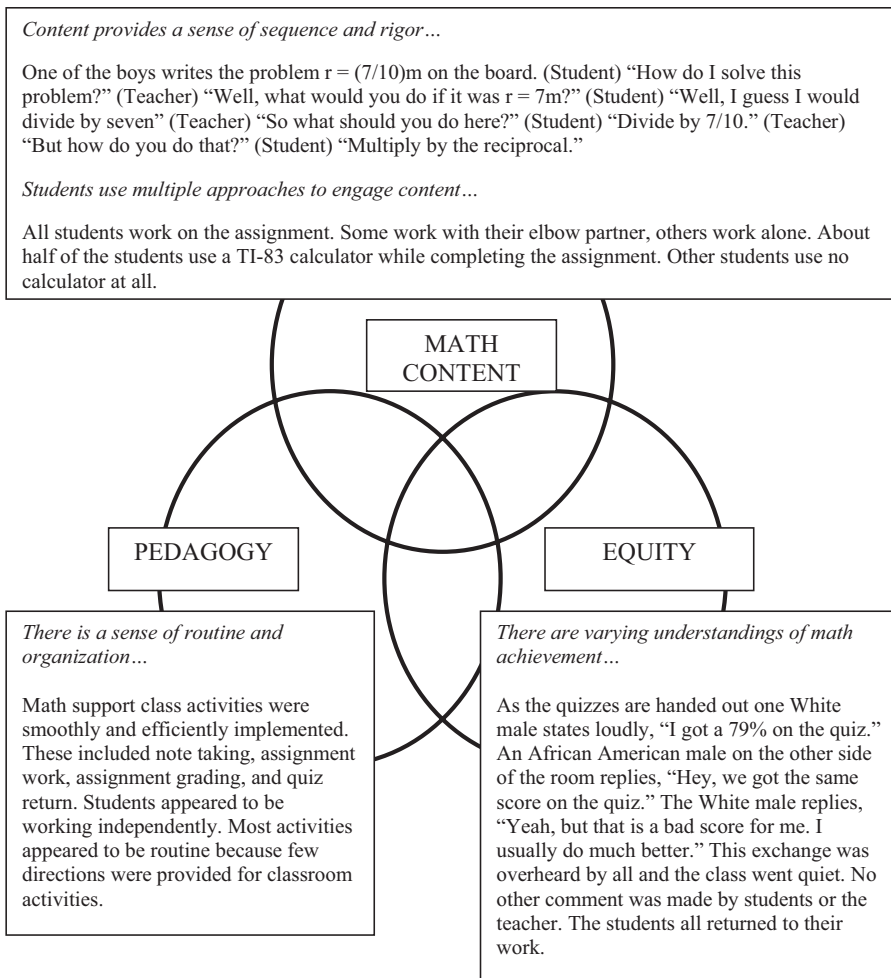 Content provides a sense of sequence and rigor…
One of the boys writes the problem r = (7/10)m on the board. (Student) “How do I solve this
problem?” (Teacher) “Well, what would you do if it was r = 7m?” (Student) “Well, I guess I would
divide by seven” (Teacher) “So what should you do here?” (Student) “Divide by 7/10.” (Teacher)
“But how do you do that?” (Student) “Multiply by the reciprocal.”
Students use multiple approaches to engage content…
All students work on the assignment. Some work with their elbow partner, others work alone. About
half of the students use a TI-83 calculator while completing the assignment. Other students use no
calculator at all.
MATH
CONTENT
PEDAGOGY
EQUITY
There is a sense of routine and
organization…
Math support class activities were
smoothly and efficiently implemented.
These included note taking, assignment
work, assignment grading, and quiz
return. Students appeared to be
working independently. Most activities
appeared to be routine because few
directions were provided for classroom
activities.
There are varying understandings of math
achievement…
As the quizzes are handed out one White
male states loudly, “I got a 79% on the quiz.”
An African American male on the other side
of the room replies, “Hey, we got the same
score on the quiz.” The White male replies,
“Yeah, but that is a bad score for me. I
usually do much better.” This exchange was
overheard by all and the class went quiet. No
other comment was made by students or the
teacher. The students all returned to their
work.